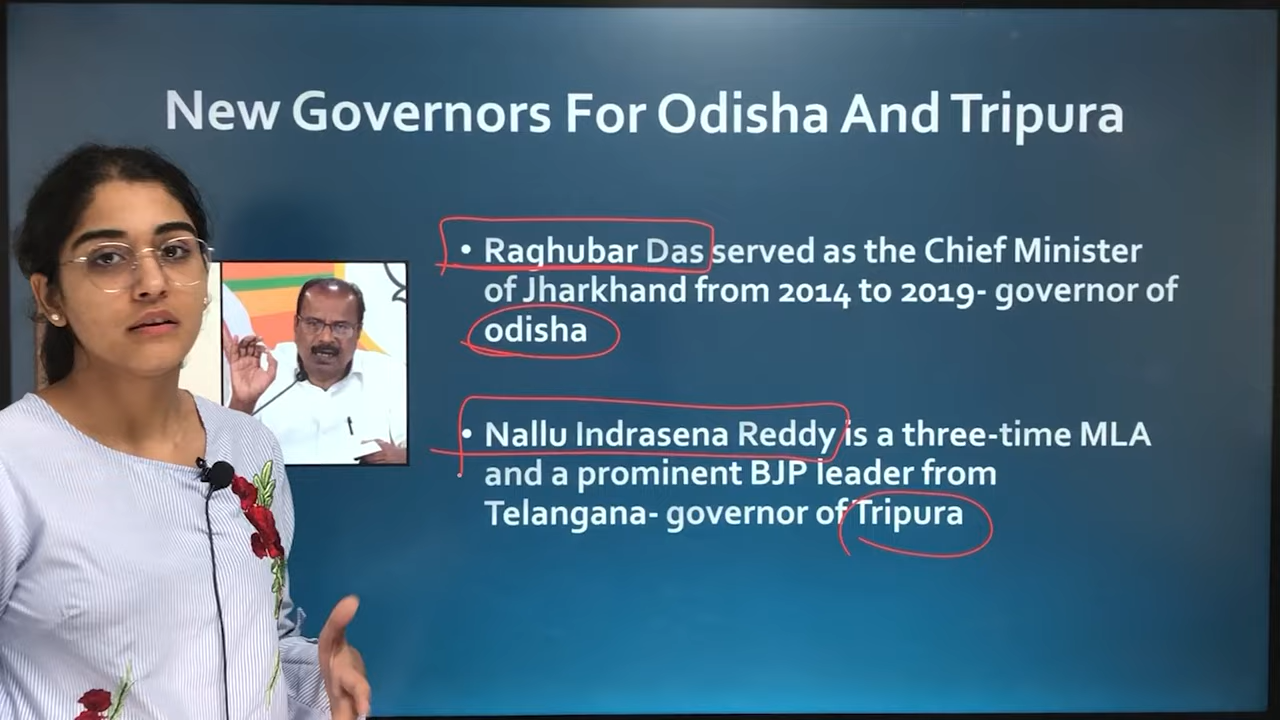 New Governors For Odisha And Tripura
• Raghubar Das served as the Chief Minister
of Jharkhand from 2014 to 2019- governor of
odisha
• Nallu Indrasena Reddy is a three-time MLA
and a prominent BJP leader from
Telangana- governor of Tripura